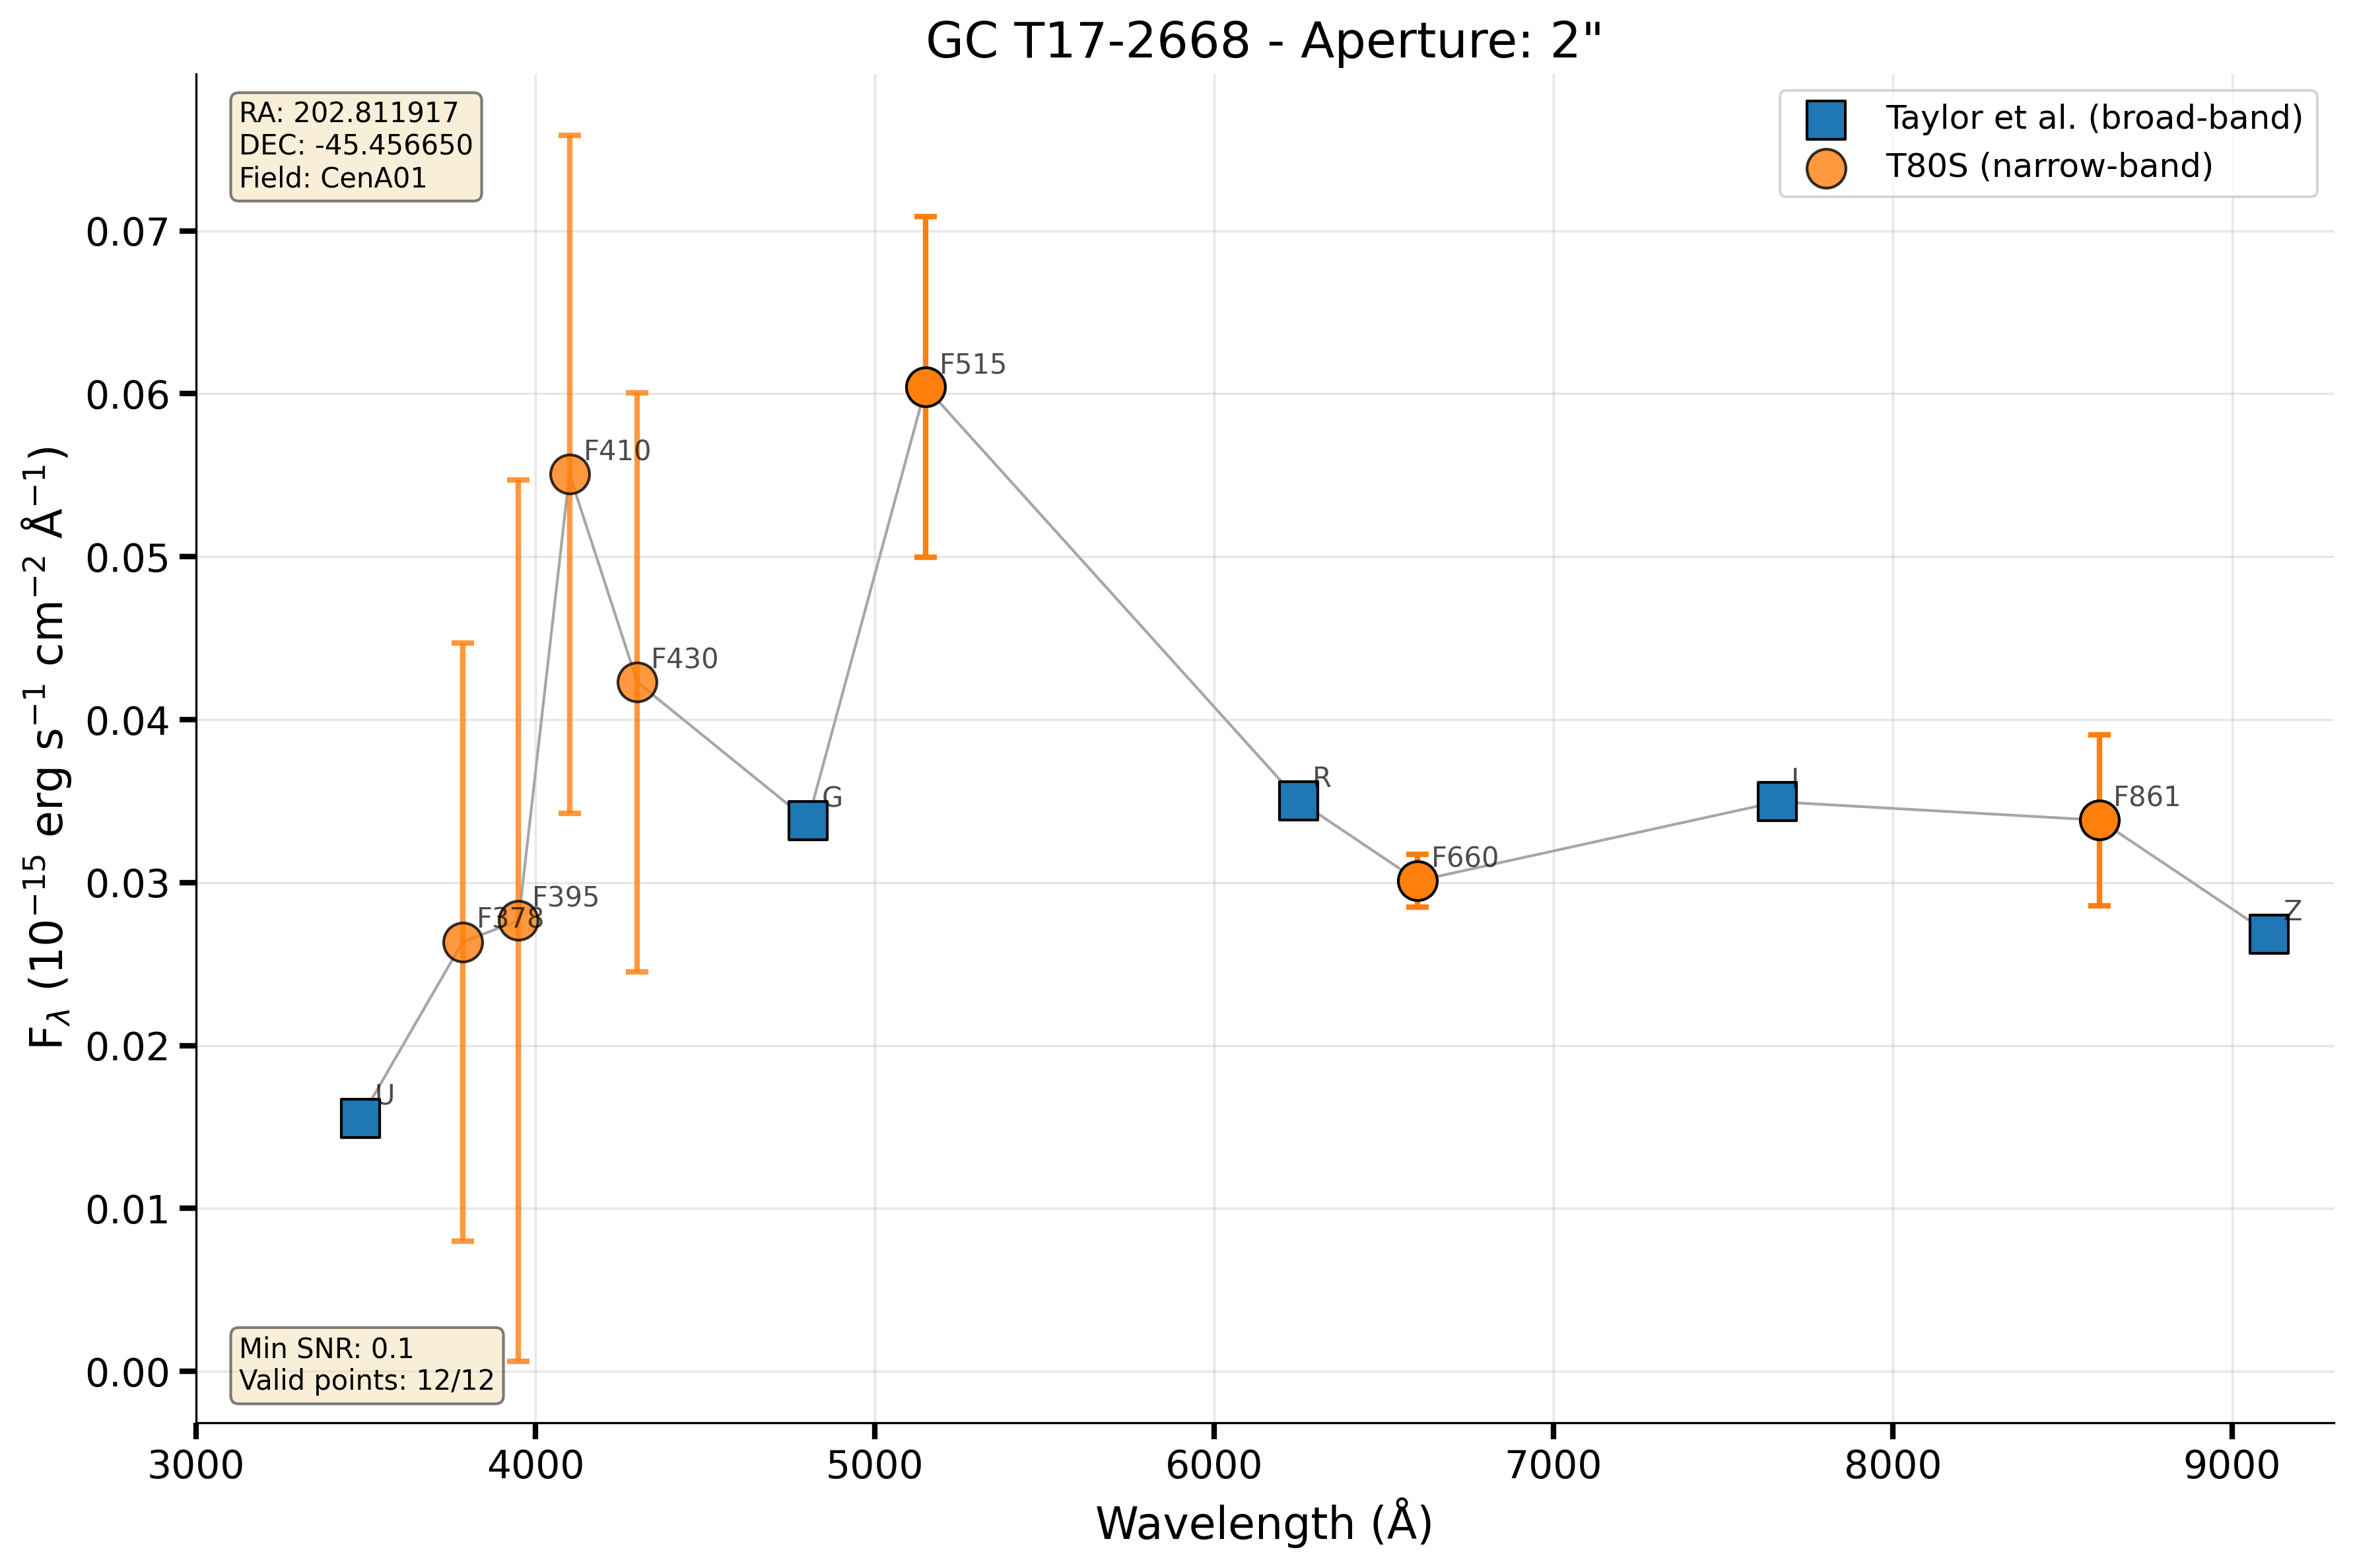 GC T17-2668 - Aperture: 2"
RA: 202.811917
DEC: -45.456650
Field: CenA01
Taylor et al. (broad-band)
T80S (narrow-band)
F_λ (10⁻¹⁵ erg s⁻¹ cm⁻² Å⁻¹)
0.07
0.06
0.05
0.04
0.03
0.02
0.01
0.00
U
F378
F395
F410
F430
G
F515
R
F660
I
F861
Z
Min SNR: 0.1
Valid points: 12/12
3000 4000 5000 6000 7000 8000 9000
Wavelength (Å)